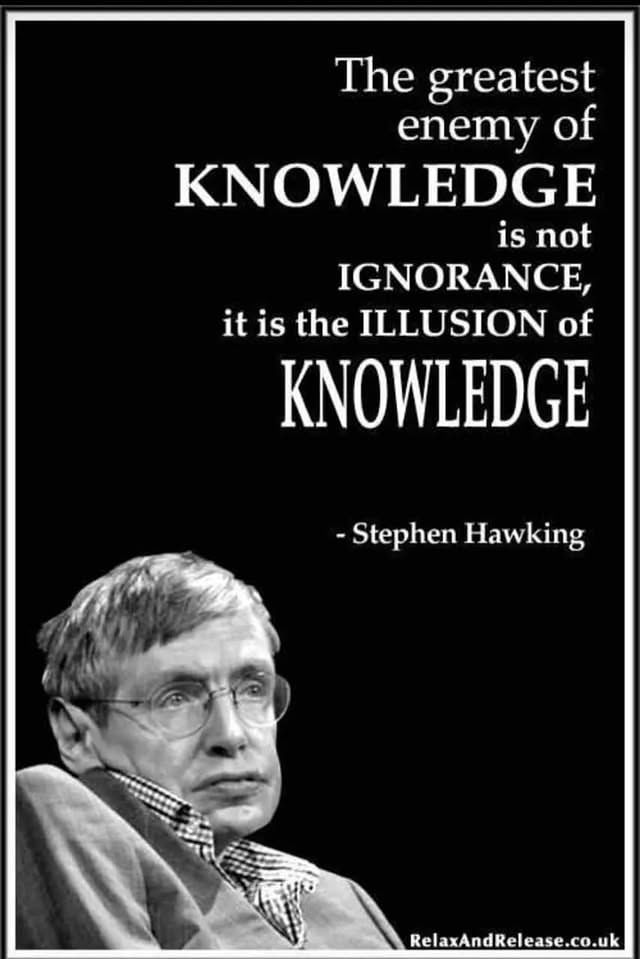 The greatest
enemy of
KNOWLEDGE
is not
IGNORANCE,
it is the ILLUSION of
KNOWLEDGE
- Stephen Hawking
RelaxAndRelease.co.uk